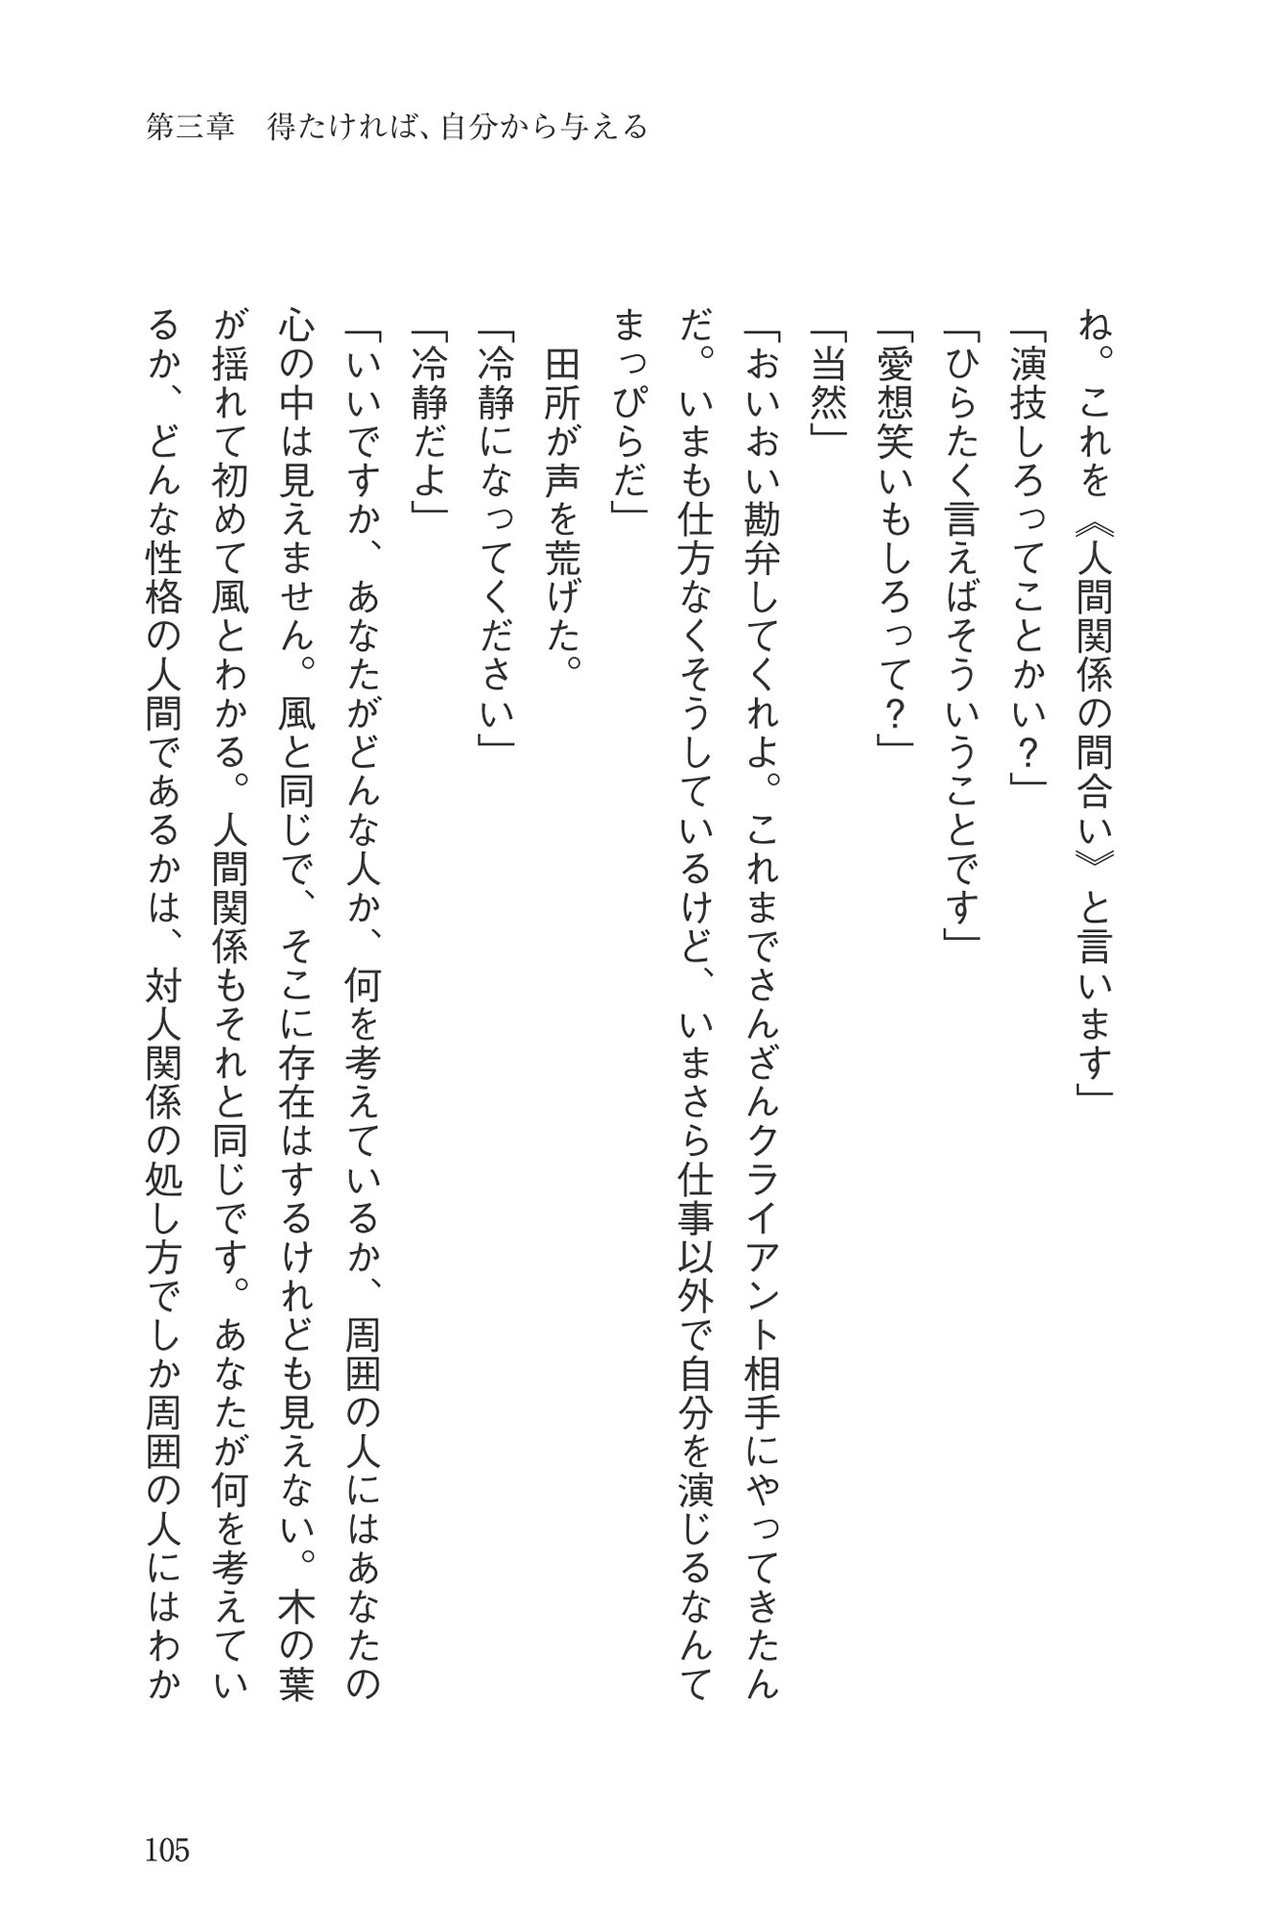 第三章　得たければ、自分から与える
ね。これを《人間関係の間合い》と言います」
「演技しろってことかい？」
「ひらたく言えばそういうことです」
「愛想笑いもしろって？」
「当然」
「おいおい勘弁してくれよ。これまでさんざんクライアント相手にやってきたん
だ。いまも仕方なくそうしているけど、いまさら仕事以外で自分を演じるなんて
まっぴらだ」
　田所が声を荒げた。
「冷静になってください」
「冷静だよ」
「いいですか、あなたがどんな人か、何を考えているか、周囲の人にはあなたの
心の中は見えません。風と同じで、そこに存在はするけれども見えない。木の葉
が揺れて初めて風とわかる。人間関係もそれと同じです。あなたが何を考えてい
るか、どんな性格の人間であるかは、対人関係の処し方でしか周囲の人にはわか
105